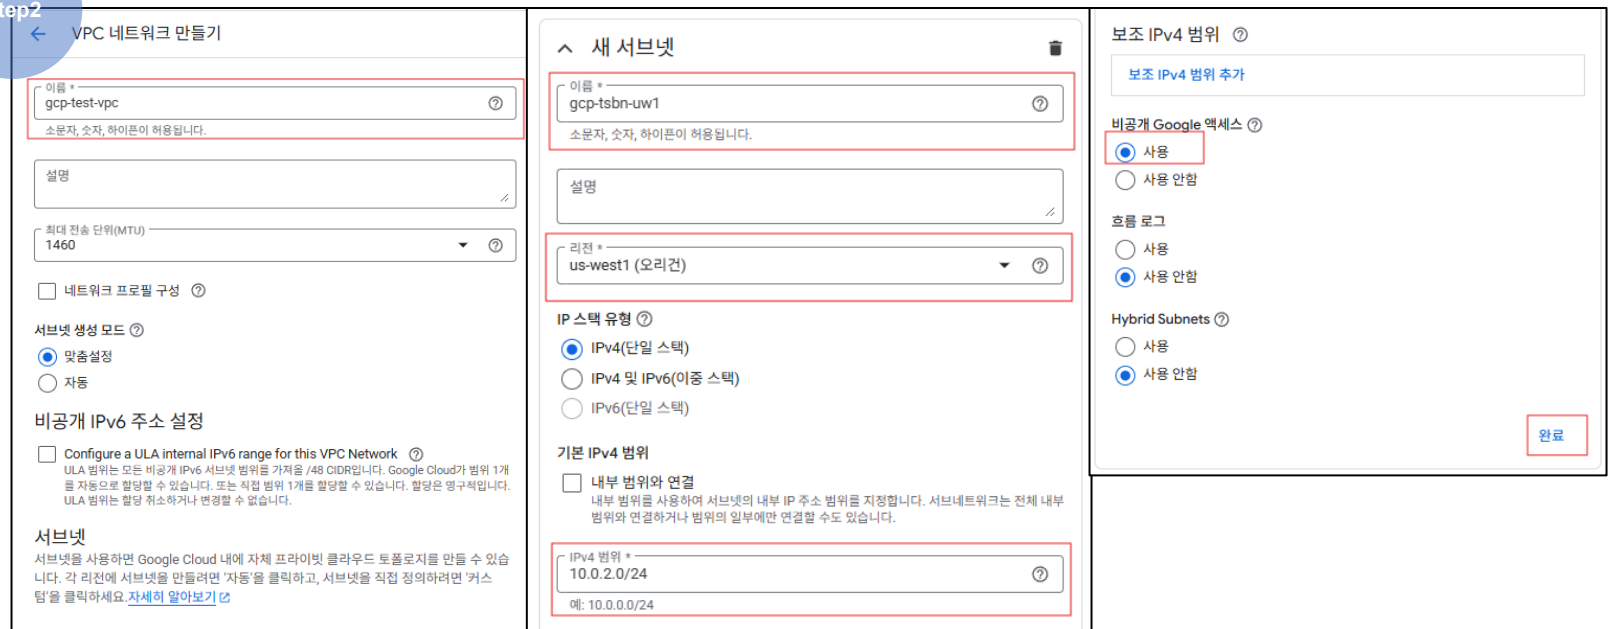 tep2
VPC 네트워크 만들기
이름 *
gcp-test-vpc
소문자, 숫자, 하이픈이 허용됩니다.
설명
최대 전송 단위(MTU)
1460
네트워크 프로필 구성
서브넷 생성 모드
맞춤설정
자동
비공개 IPv6 주소 설정
Configure a ULA internal IPv6 range for this VPC Network
ULA 범위는 모든 비공개 IPv6 서브넷 범위를 가져올 /48 CIDR입니다. Google Cloud가 범위 1개
를 자동으로 할당할 수 있습니다. 또는 직접 범위 1개를 할당할 수 있습니다. 할당은 영구적입니다.
ULA 범위는 할당 취소하거나 변경할 수 없습니다.
서브넷
서브넷을 사용하면 Google Cloud 내에 자체 프라이빗 클라우드 토폴로지를 만들 수 있습
니다. 각 리전에 서브넷을 만들려면 '자동'을 클릭하고, 서브넷을 직접 정의하려면 '커스
텀'을 클릭하세요.자세히 알아보기
새 서브넷
이름 *
gcp-tsbn-uw1
소문자, 숫자, 하이픈이 허용됩니다.
설명
리전 *
us-west1 (오리건)
IP 스택 유형
IPv4(단일 스택)
IPv4 및 IPv6(이중 스택)
IPv6(단일 스택)
기본 IPv4 범위
내부 범위와 연결
내부 범위를 사용하여 서브넷의 내부 IP 주소 범위를 지정합니다. 서브네트워크는 전체 내부
범위와 연결하거나 범위의 일부에만 연결할 수도 있습니다.
IPv4 범위 *
10.0.2.0/24
예: 10.0.0.0/24
보조 IPv4 범위
보조 IPv4 범위 추가
비공개 Google 액세스
사용
사용 안함
흐름 로그
사용
사용 안함
Hybrid Subnets
사용
사용 안함
완료